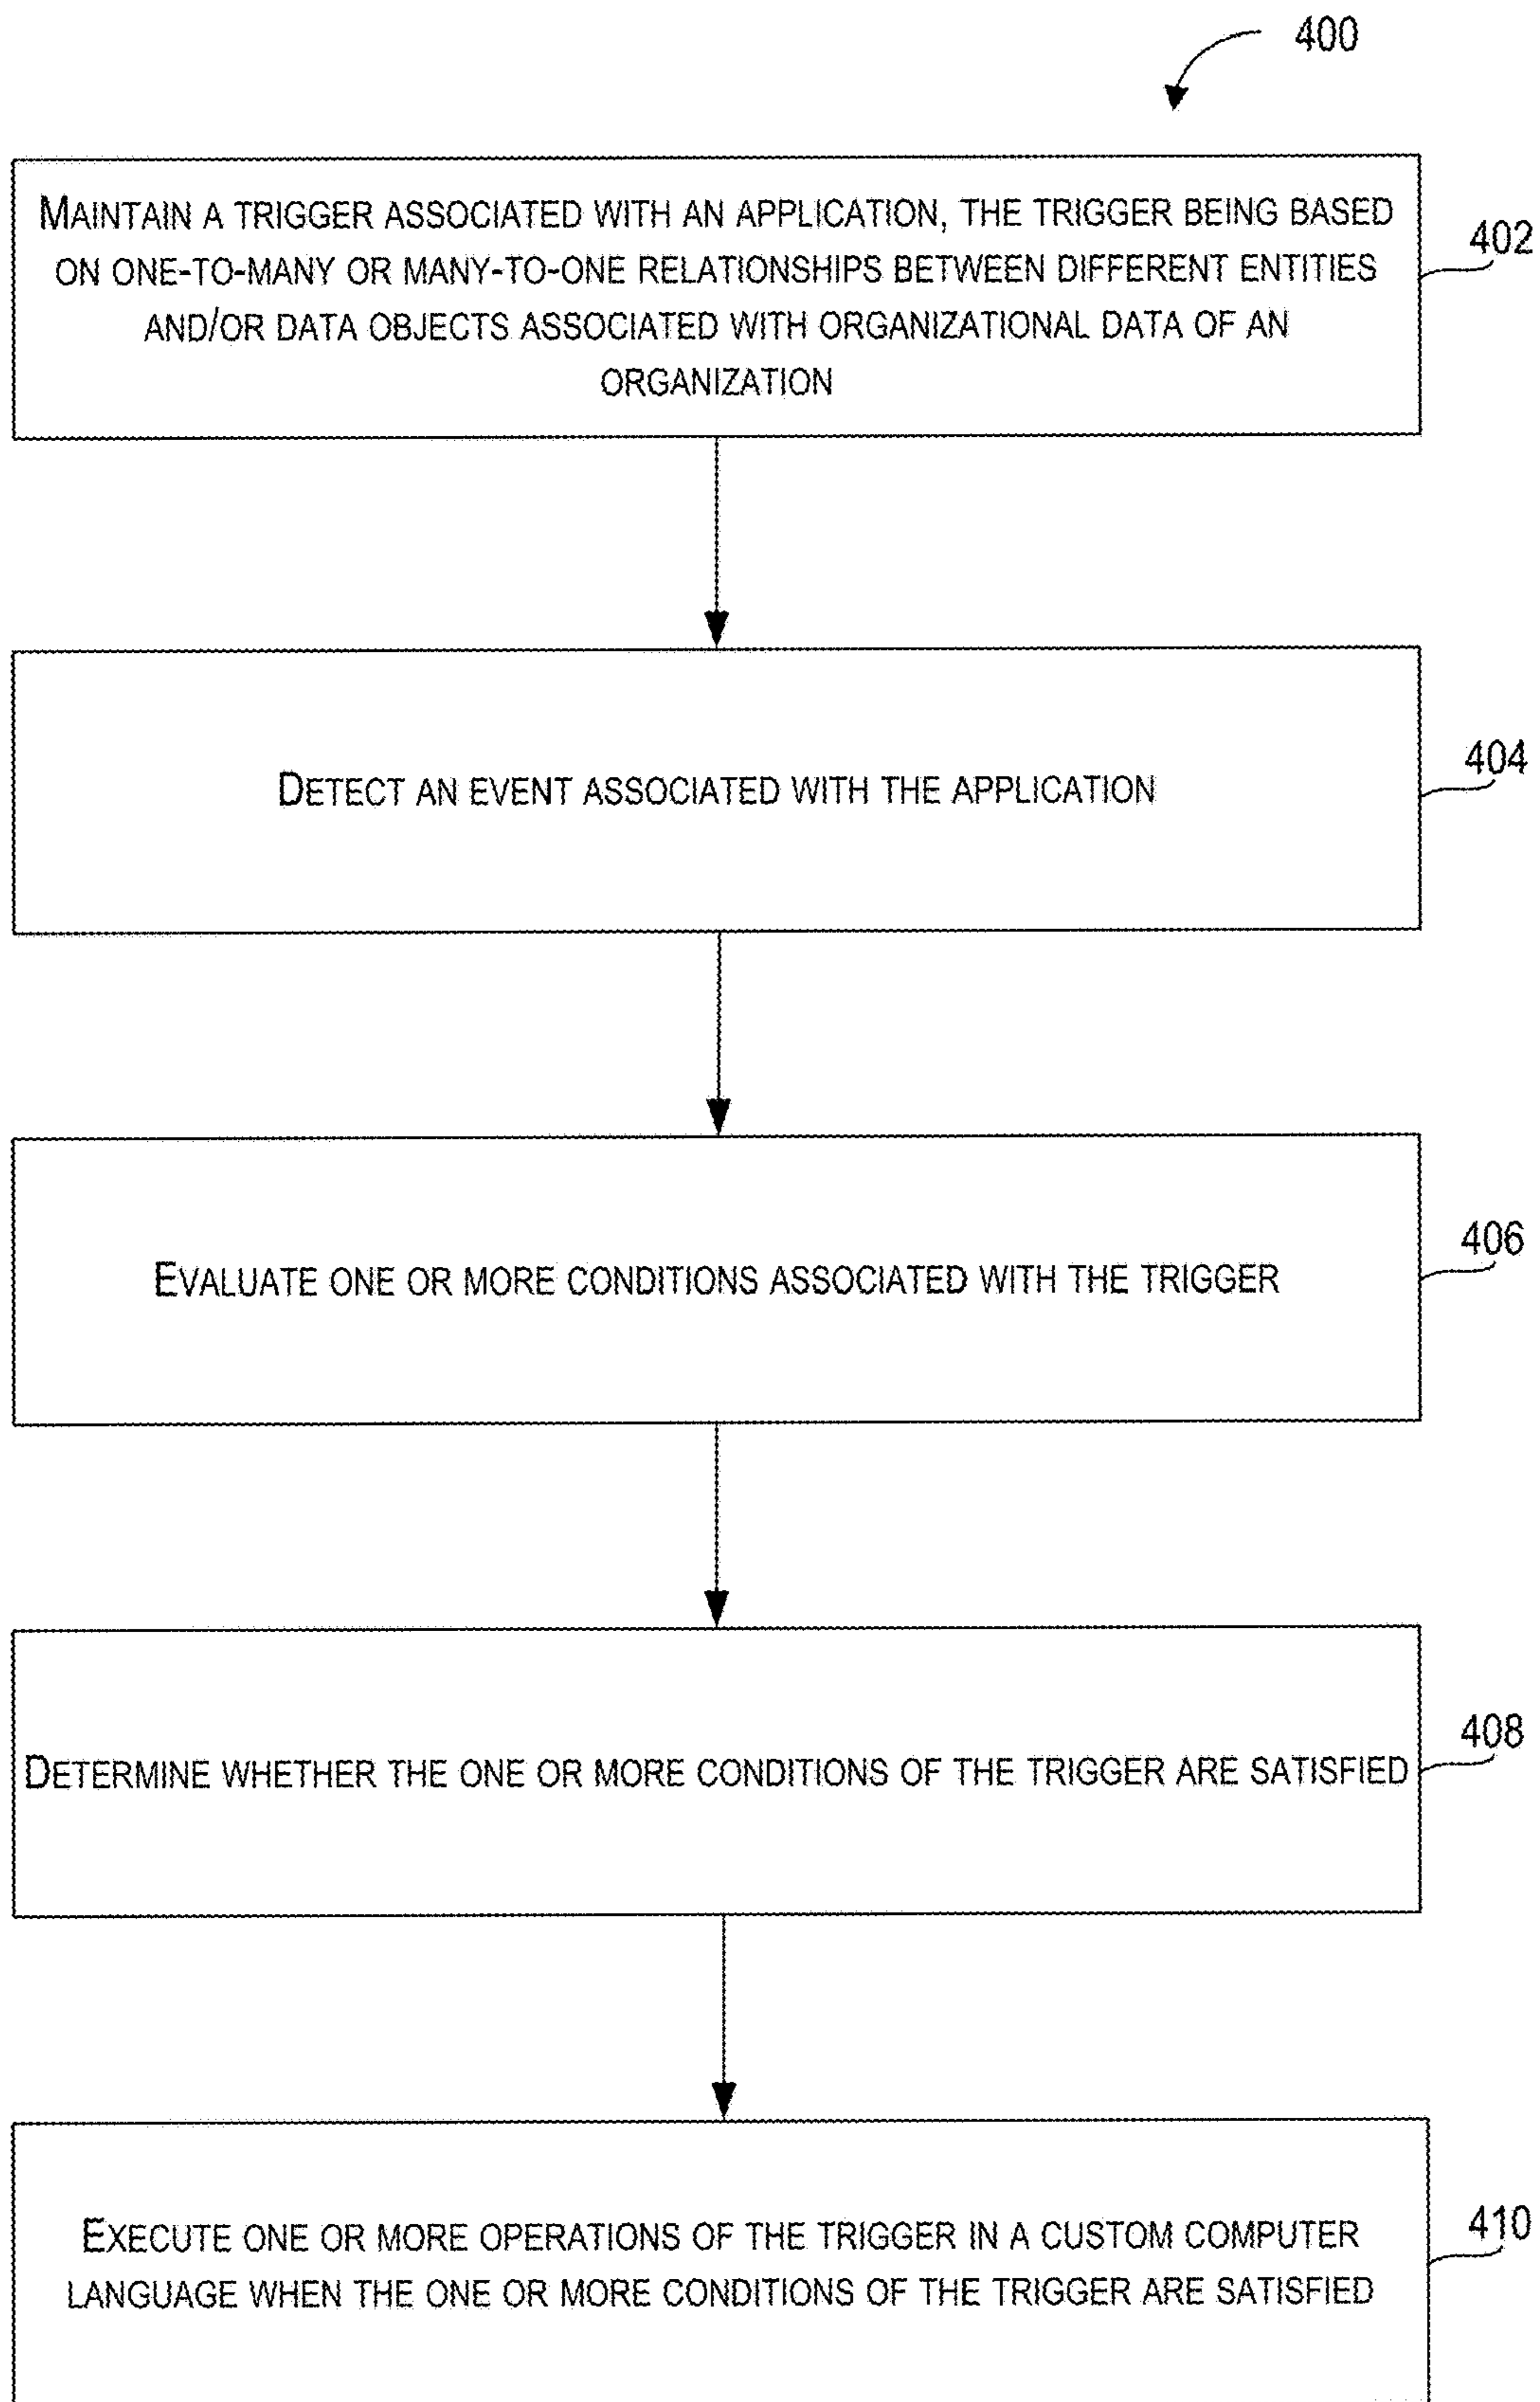 400
MAINTAIN A TRIGGER ASSOCIATED WITH AN APPLICATION, THE TRIGGER BEING BASED
ON ONE-TO-MANY OR MANY-TO-ONE RELATIONSHIPS BETWEEN DIFFERENT ENTITIES
AND/OR DATA OBJECTS ASSOCIATED WITH ORGANIZATIONAL DATA OF AN
ORGANIZATION
402
DETECT AN EVENT ASSOCIATED WITH THE APPLICATION
404
EVALUATE ONE OR MORE CONDITIONS ASSOCIATED WITH THE TRIGGER
406
DETERMINE WHETHER THE ONE OR MORE CONDITIONS OF THE TRIGGER ARE SATISFIED
408
EXECUTE ONE OR MORE OPERATIONS OF THE TRIGGER IN A CUSTOM COMPUTER
LANGUAGE WHEN THE ONE OR MORE CONDITIONS OF THE TRIGGER ARE SATISFIED
410